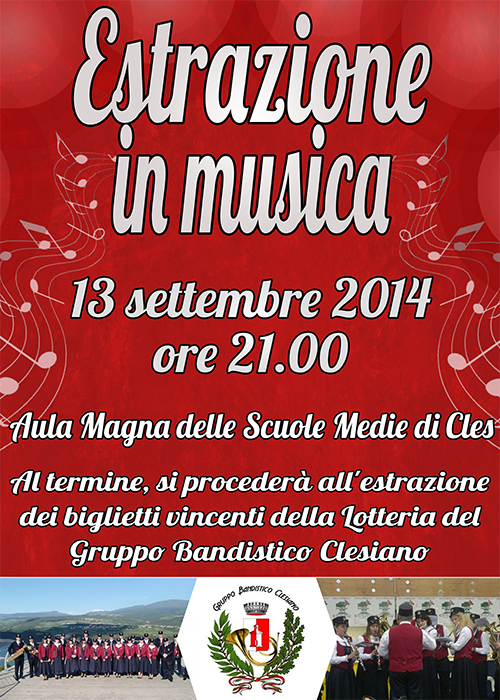 Estrazione
in musica
13 settembre 2014
ore 21.00
Aula Magna delle Scuole Medie di Cles
Al termine, si procederà all'estrazione
dei biglietti vincenti della Lotteria del
Gruppo Bandistico Clesiano
Gruppo Bandistico Clesiano